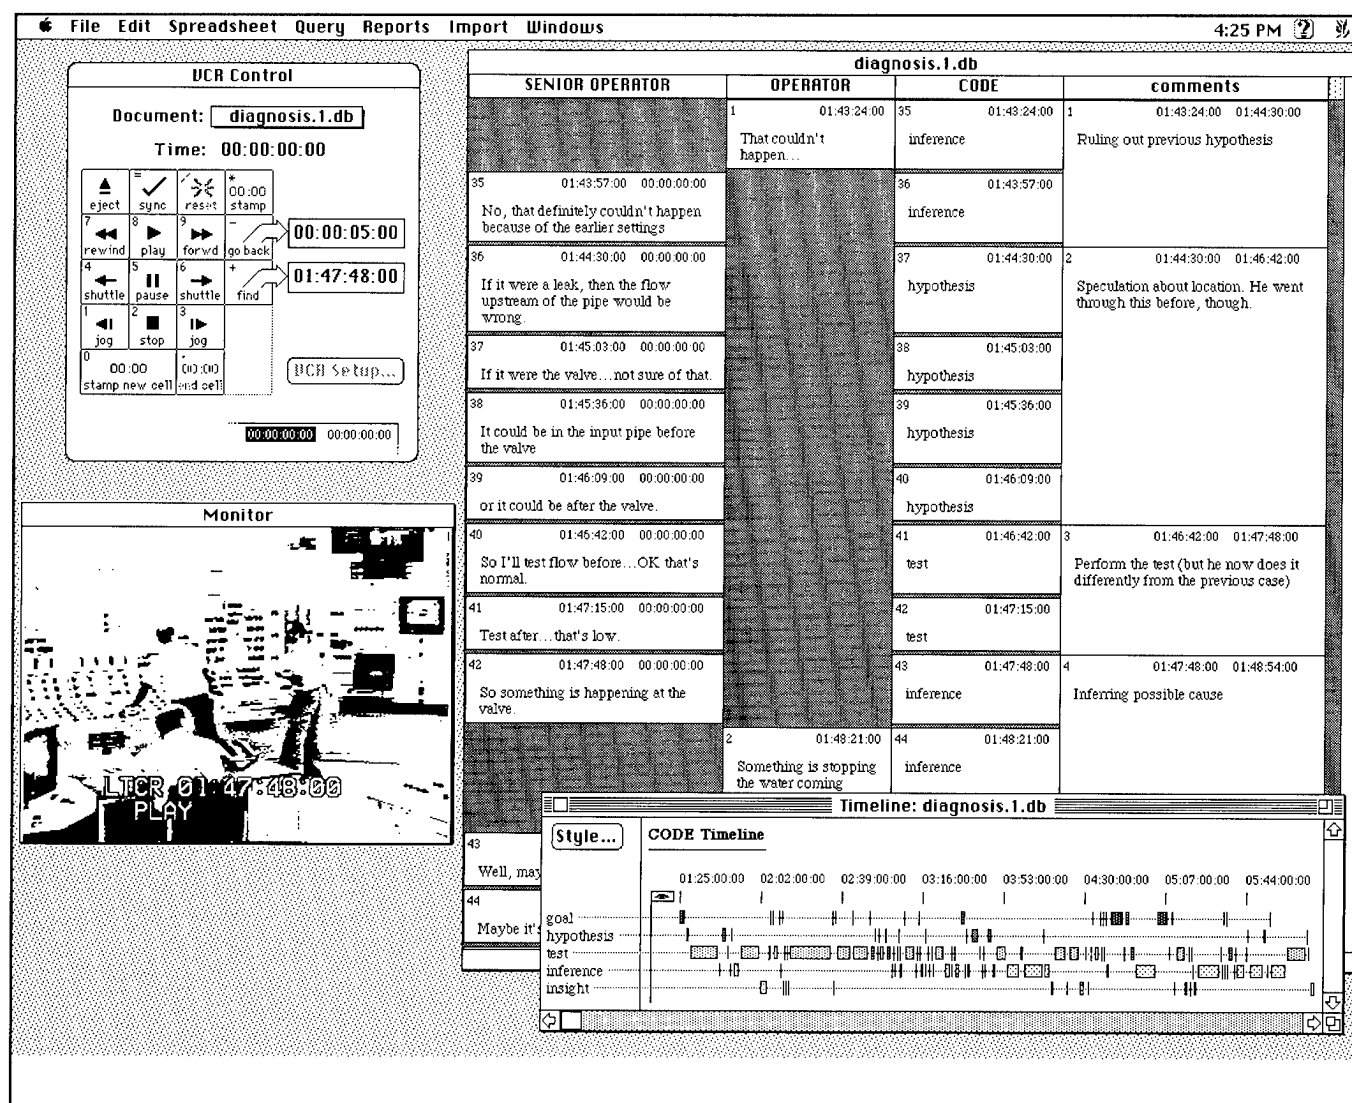 File Edit Spreadsheet Query Reports Import Windows
4:25 PM
VCR Control
Document: diagnosis.1.db
Time: 00:00:00:00
= / *
00:00
eject sync reset stamp
7 8 9 -
rewind play forwd go back
00:00:05:00
4 5 6 +
shuttle pause shuttle find
01:47:48:00
1 2 3
jog stop jog
0 .
00:00 00:00
stamp new cell end cell
VCR Setup...
00:00:00:00 00:00:00:00
Monitor
LTCR 01:47:48:00
PLAY
diagnosis.1.db
SENIOR OPERATOR OPERATOR CODE comments
1 01:43:24:00
That couldn't
happen...
35 01:43:24:00
inference
1 01:43:24:00 01:44:30:00
Ruling out previous hypothesis
35 01:43:57:00 00:00:00:00
No, that definitely couldn't happen
because of the earlier settings
36 01:43:57:00
inference
36 01:44:30:00 00:00:00:00
If it were a leak, then the flow
upstream of the pipe would be
wrong.
37 01:44:30:00
hypothesis
2 01:44:30:00 01:46:42:00
Speculation about location. He went
through this before, though.
37 01:45:03:00 00:00:00:00
If it were the valve...not sure of that.
38 01:45:03:00
hypothesis
38 01:45:36:00 00:00:00:00
It could be in the input pipe before
the valve
39 01:45:36:00
hypothesis
39 01:46:09:00 00:00:00:00
or it could be after the valve.
40 01:46:09:00
hypothesis
40 01:46:42:00 00:00:00:00
So I'll test flow before...OK that's
normal.
41 01:46:42:00
test
3 01:46:42:00 01:47:48:00
Perform the test (but he now does it
differently from the previous case)
41 01:47:15:00 00:00:00:00
Test after...that's low.
42 01:47:15:00
test
42 01:47:48:00 00:00:00:00
So something is happening at the
valve.
43 01:47:48:00
inference
4 01:47:48:00 01:48:54:00
Inferring possible cause
2 01:48:21:00
Something is stopping
the water coming
44 01:48:21:00
inference
43
Well, may
44
Maybe it's
Timeline: diagnosis.1.db
Style...
CODE Timeline
01:25:00:00 02:02:00:00 02:39:00:00 03:16:00:00 03:53:00:00 04:30:00:00 05:07:00:00 05:44:00:00
goal
hypothesis
test
inference
insight